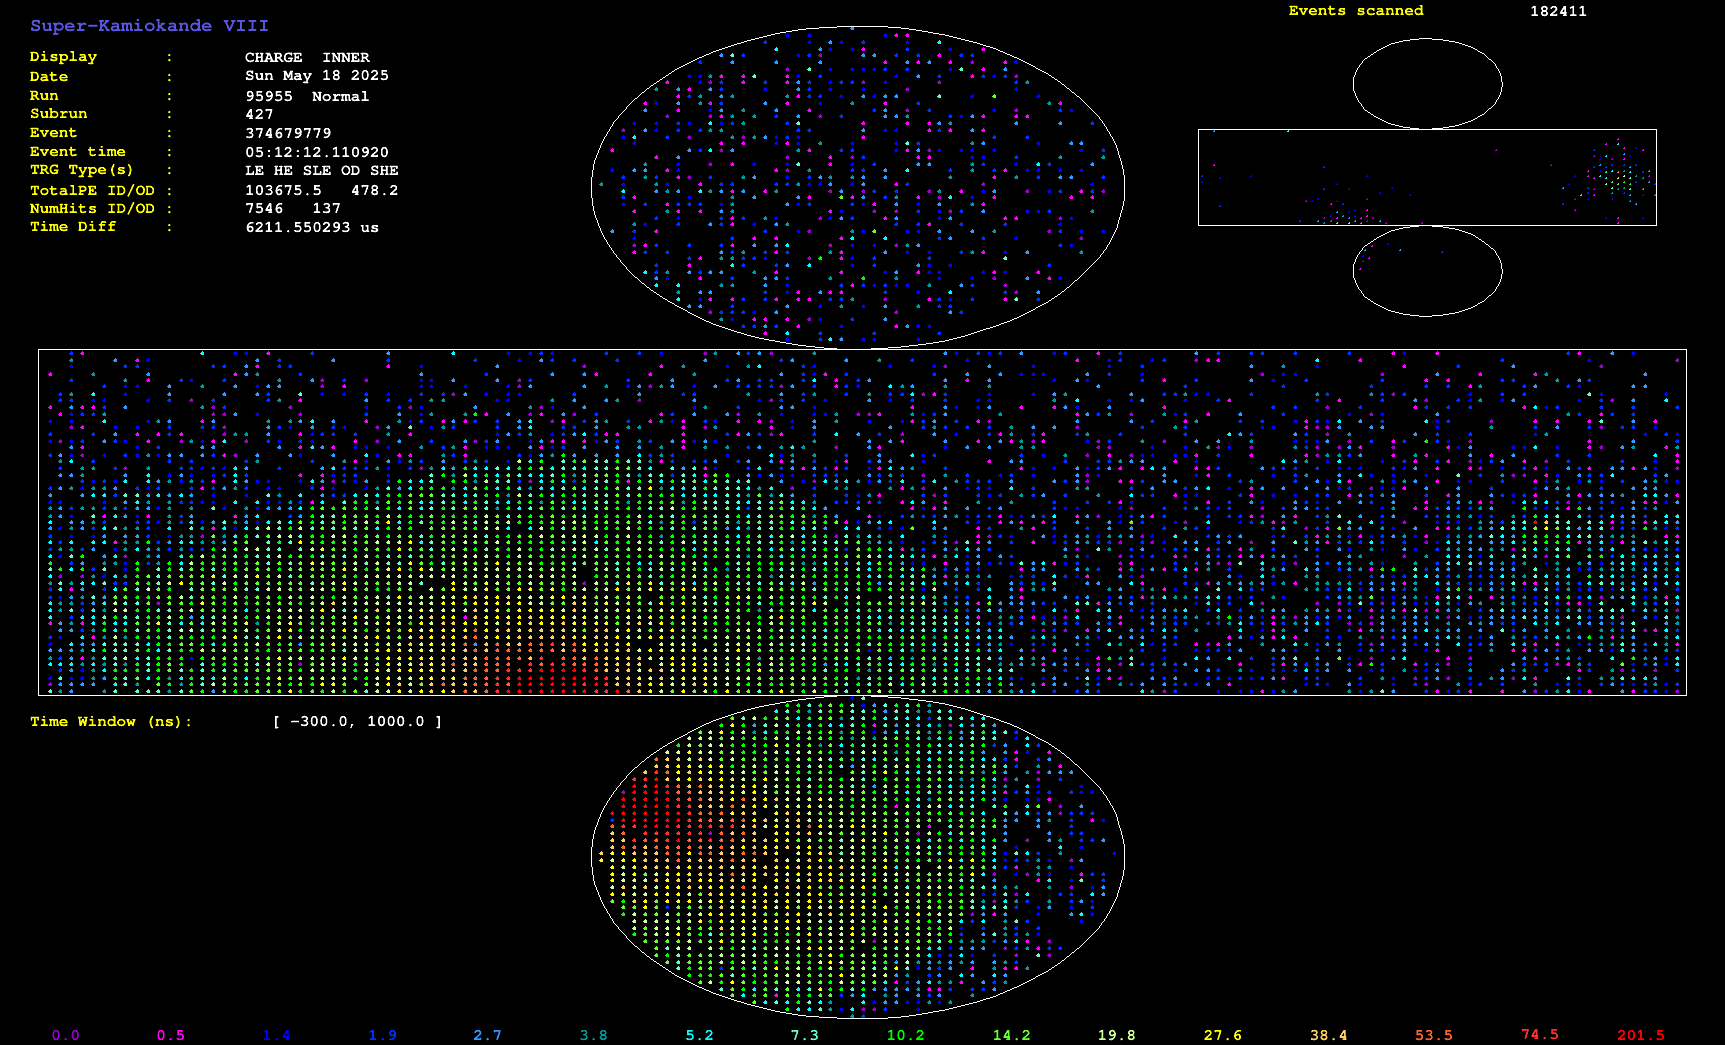 Super-Kamiokande VIII
Events scanned 182411
Display : CHARGE INNER
Date : Sun May 18 2025
Run : 95955 Normal
Subrun : 427
Event : 374679779
Event time : 05:12:12.110920
TRG Type(s) : LE HE SLE OD SHE
TotalPE ID/OD : 103675.5 478.2
NumHits ID/OD : 7546 137
Time Diff : 6211.550293 us
Time Window (ns): [ -300.0, 1000.0 ]
0.0 0.5 1.4 1.9 2.7 3.8 5.2 7.3 10.2 14.2 19.8 27.6 38.4 53.5 74.5 201.5